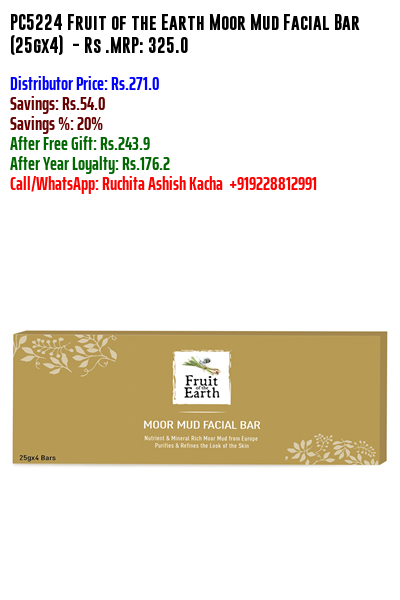 PC5224 Fruit of the Earth Moor Mud Facial Bar
(25gx4) - Rs .MRP: 325.0
Distributor Price: Rs.271.0
Savings: Rs.54.0
Savings %: 20%
After Free Gift: Rs.243.9
After Year Loyalty: Rs.176.2
Call/WhatsApp: Ruchita Ashish Kacha +919228812991
Fruit
of the
Earth
MOOR MUD FACIAL BAR
Nutrient & Mineral Rich Moor Mud from Europe
Purifies & Refines the Look of the Skin
25gx4 Bars